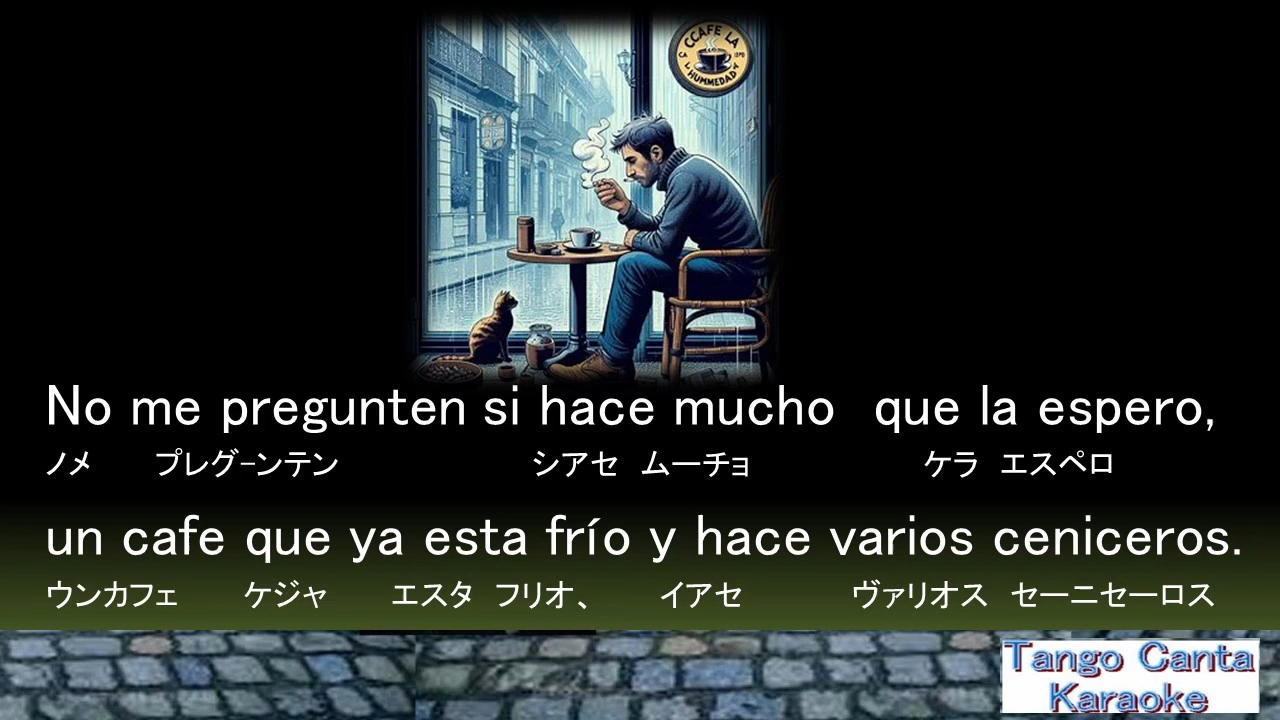 CCAFE LA
CA
L HUMMEDAD Y
No me pregunten si hace mucho que la espero,
ノメ プレグ-ンテン シアセ ムーチョ ケラ エスペロ
un cafe que ya esta frío y hace varios ceniceros.
ウンカフェ ケジャ エスタ フリオ、 イアセ ヴァリオス セーニセーロス
Tango Canta
Karaoke